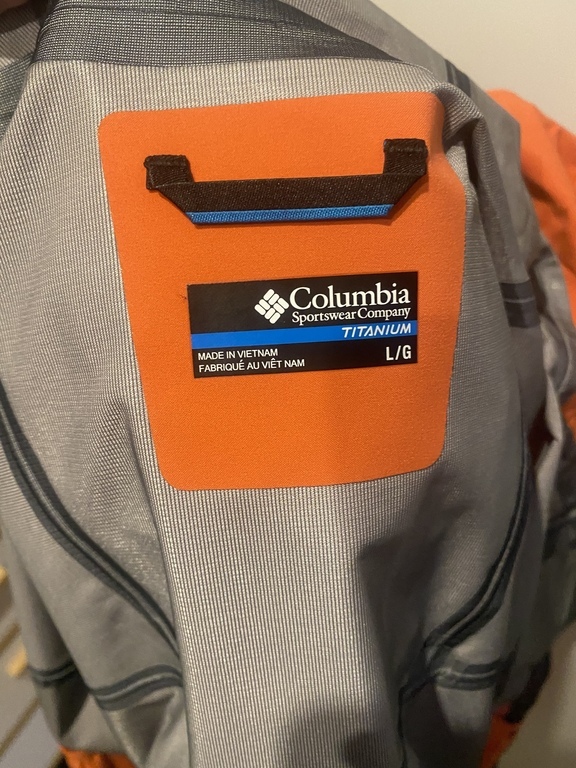 Columbia
Sportswear Company
TITANIUM
MADE IN VIETNAM
FABRIQUÉ AU VIÊT NAM
L/G